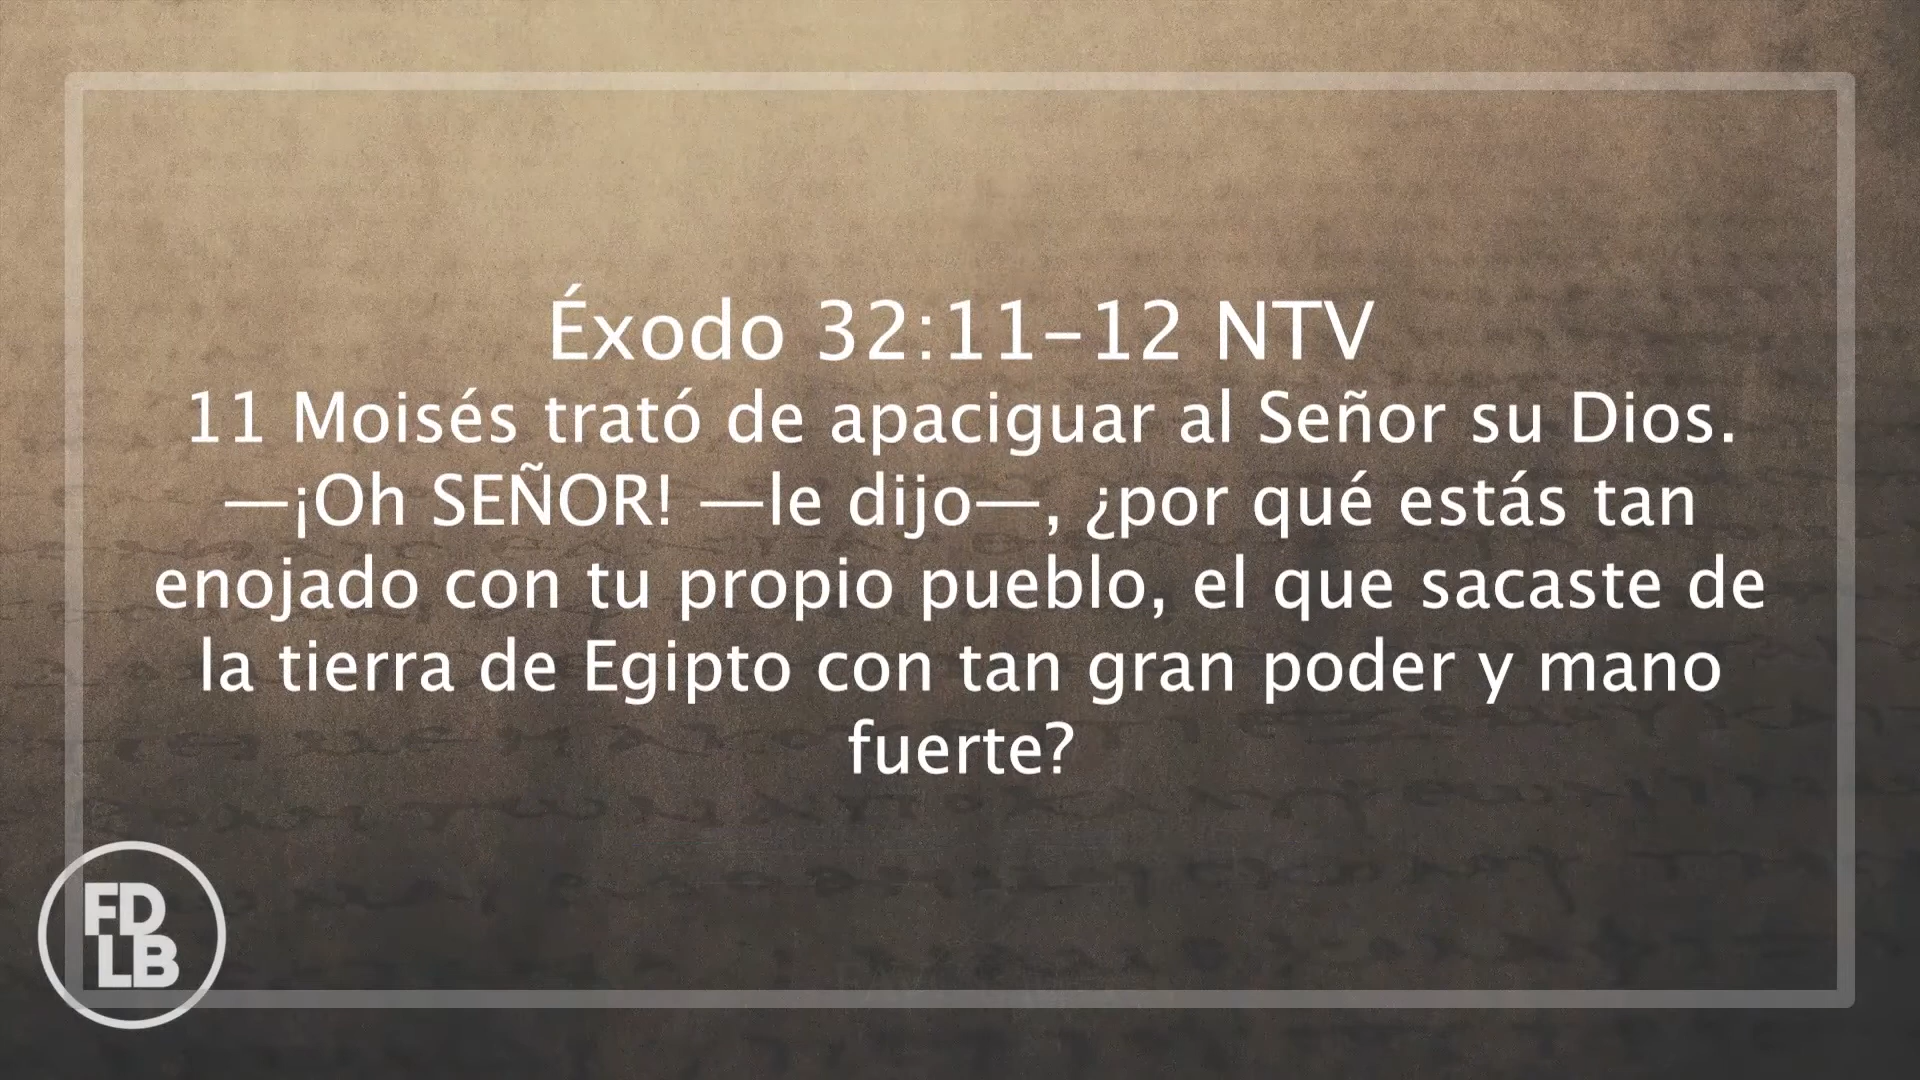 Éxodo 32:11-12 NTV
11 Moisés trató de apaciguar al Señor su Dios.
—¡Oh SEÑOR! —le dijo—, ¿por qué estás tan
enojado con tu propio pueblo, el que sacaste de
la tierra de Egipto con tan gran poder y mano
fuerte?
FD
LB